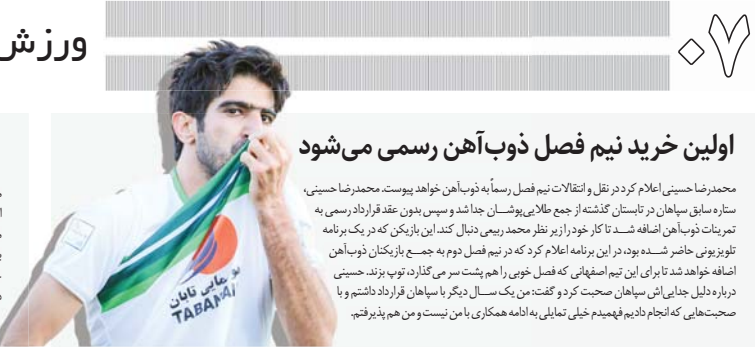 ۰۷
ورزش
اولین خرید نیم فصل ذوب‌آهن رسمی می‌شود
محمدرضا حسینی اعلام کرد در نقل و انتقالات نیم فصل رسماً به ذوب‌آهن خواهد پیوست. محمدرضا حسینی،
ستاره سابق سپاهان در تابستان گذشته از جمع طلایی‌پوشــان جدا شد و سپس بدون عقد قرارداد رسمی به
تمرینات ذوب‌آهن اضافه شــد تا کار خود را زیر نظر محمد ربیعی دنبال کند. این بازیکن که در یک برنامه
تلویزیونی حاضر شــده بود، در این برنامه اعلام کرد که در نیم فصل دوم به جمــع بازیکنان ذوب‌آهن
اضافه خواهد شد تا برای این تیم اصفهانی که فصل خوبی را هم پشت سر می‌گذارد، توپ بزند. حسینی
درباره دلیل جدایی‌اش سپاهان صحبت کرد و گفت: من یک ســال دیگر با سپاهان قرارداد داشتم و با
صحبت‌هایی که انجام دادیم فهمیدم خیلی تمایلی به ادامه همکاری با من نیست و من هم پذیرفتم.
تابان